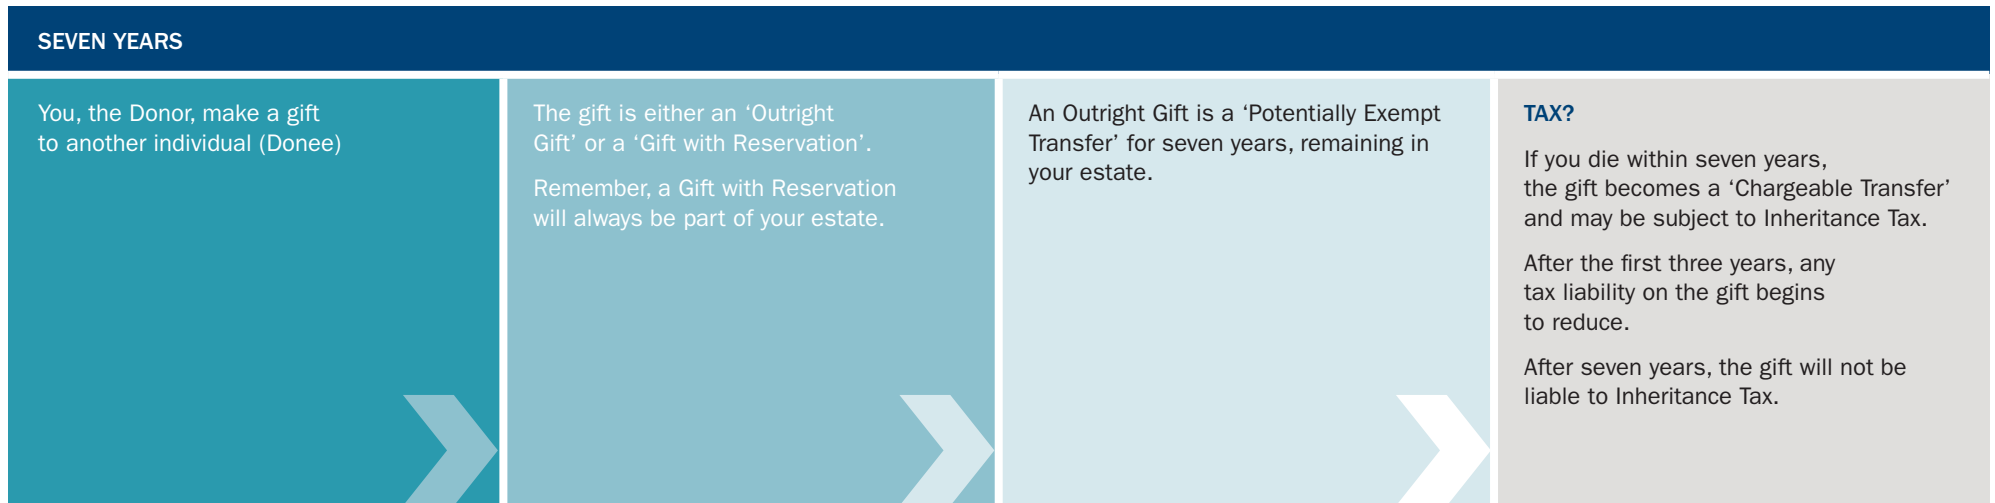 SEVEN YEARS
You, the Donor, make a gift
to another individual (Donee)
The gift is either an ‘Outright
Gift’ or a ‘Gift with Reservation’.
Remember, a Gift with Reservation
will always be part of your estate.
An Outright Gift is a ‘Potentially Exempt
Transfer’ for seven years, remaining in
your estate.
TAX?
If you die within seven years,
the gift becomes a ‘Chargeable Transfer’
and may be subject to Inheritance Tax.
After the first three years, any
tax liability on the gift begins
to reduce.
After seven years, the gift will not be
liable to Inheritance Tax.